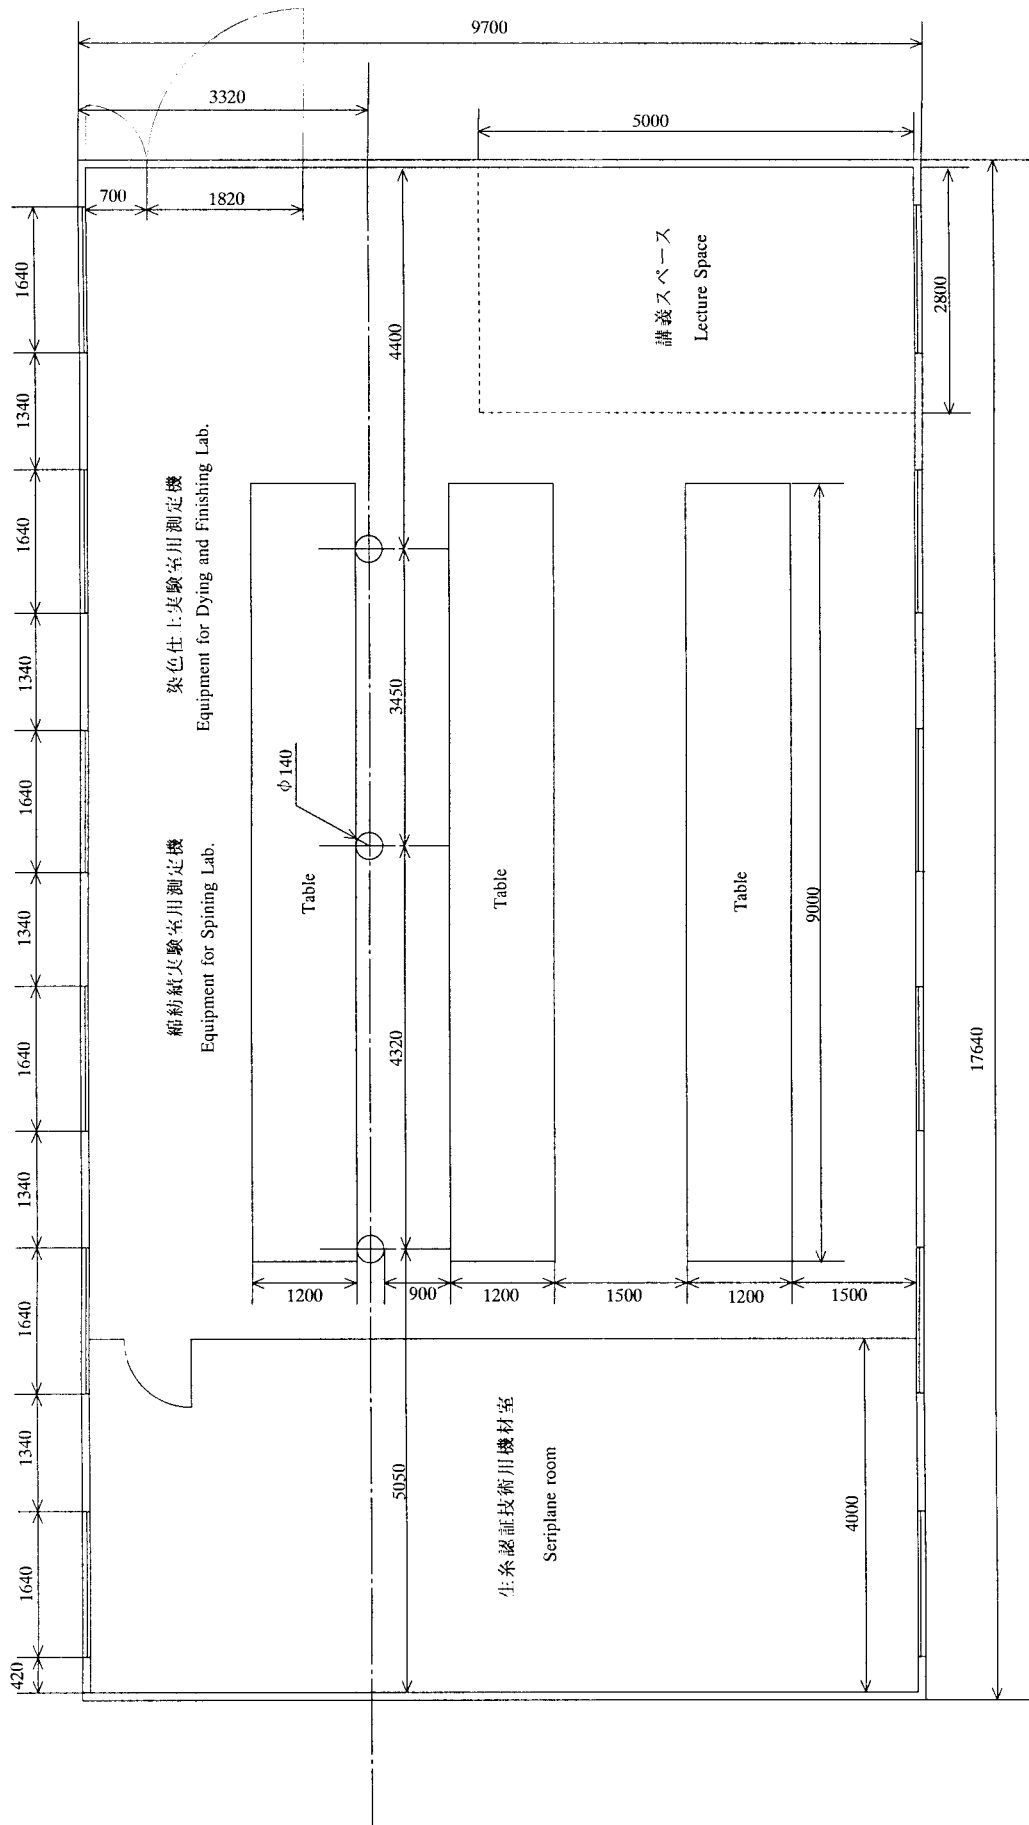 9700
3320
5000
700
1820
1640
1340
1640
1340
1640
1340
1640
1340
1640
1340
1640
420
4400
3450
4320
5050
講義スペース
Lecture Space
2800
染色仕上実験室用測定機
Equipment for Dying and Finishing Lab.
綿紡績実験室用測定機
Equipment for Spining Lab.
φ140
Table
Table
Table
9000
17640
1200
900
1200
1500
1200
1500
生糸認証技術用機材室
Seriplane room
4000